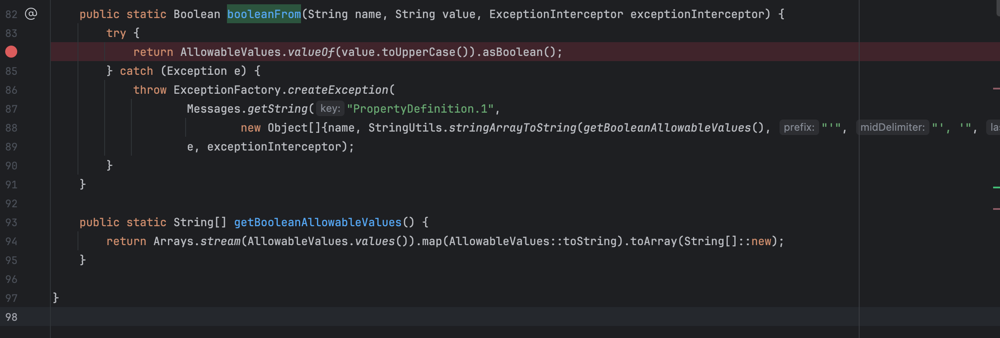 82 @ public static Boolean booleanFrom(String name, String value, ExceptionInterceptor exceptionInterceptor) {
83 try {
return AllowableValues.valueOf(value.toUpperCase()).asBoolean();
85 } catch (Exception e) {
86 throw ExceptionFactory.createException(
87 Messages.getString( key: "PropertyDefinition.1",
88 new Object[]{name, StringUtils.stringArrayToString(getBooleanAllowableValues(), prefix: "'", midDelimiter: "', '",
89 e, exceptionInterceptor);
90 }
91 }
92
93 public static String[] getBooleanAllowableValues() {
94 return Arrays.stream(AllowableValues.values()).map(AllowableValues::toString).toArray(String[]::new);
95 }
96
97 }
98